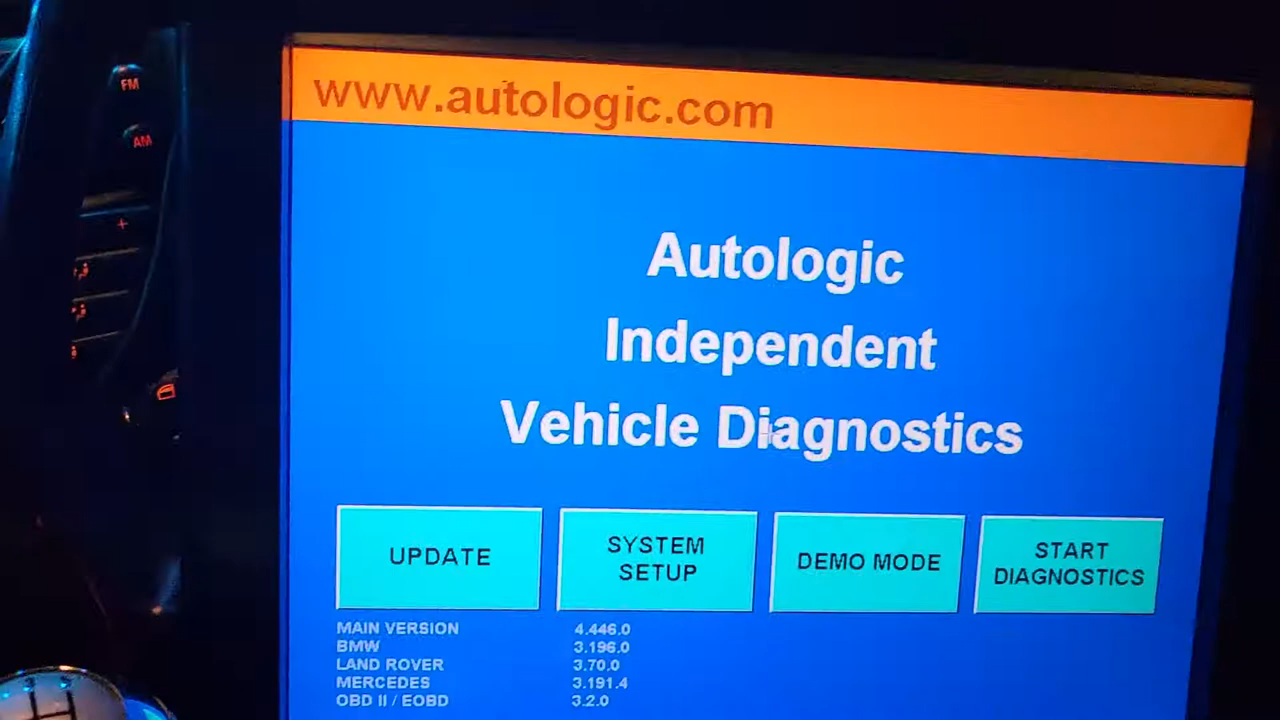 FM
AM
+
www.autologic.com
Autologic
Independent
Vehicle Diagnostics
UPDATE
SYSTEM
SETUP
DEMO MODE
START
DIAGNOSTICS
MAIN VERSION 4.446.0
BMW 3.196.0
LAND ROVER 3.70.0
MERCEDES 3.191.4
OBD II / EOBD 3.2.0